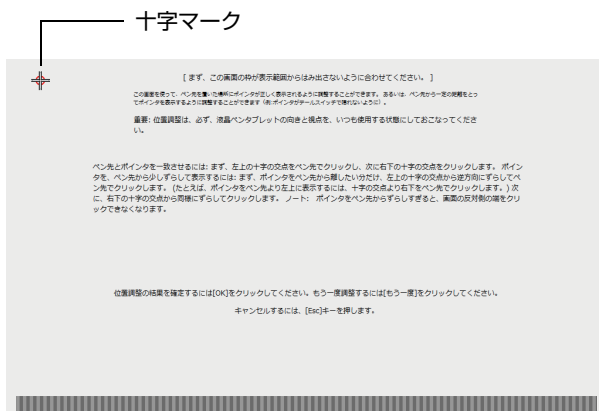 十字マーク
[ まず、この画面の枠が表示範囲からはみ出さないように合わせてください。 ]
この画面を使って、ペン先を置いた場所にポインタが正しく表示されるように調整することができます。 あるいは、ペン先から一定の距離をとっ
てポインタを表示するように調整することができます（例:ポインタがテールスイッチで隠れないように）。
重要: 位置調整は、必ず、液晶ペンタブレットの向きと視点を、いつも使用する状態にしておこなってくださ
い。
ペン先とポインタを一致させるには: まず、左上の十字の交点をペン先でクリックし、次に右下の十字の交点をクリックします。 ポイン
タを、ペン先から少しずらして表示するには: まず、ポインタをペン先から離したい分だけ、左上の十字の交点から逆方向にずらしてペ
ン先でクリックします。 (たとえば、ポインタをペン先より左上に表示するには、十字の交点より右下をペン先でクリックします。) 次
に、右下の十字の交点から同様にずらしてクリックします。 ノート: ポインタをペン先からずらしすぎると、画面の反対側の端をクリ
ックできなくなります。
位置調整の結果を確定するには[OK]をクリックしてください。もう一度調整するには[もう一度]をクリックしてください。
キャンセルするには、[Esc]キーを押します。